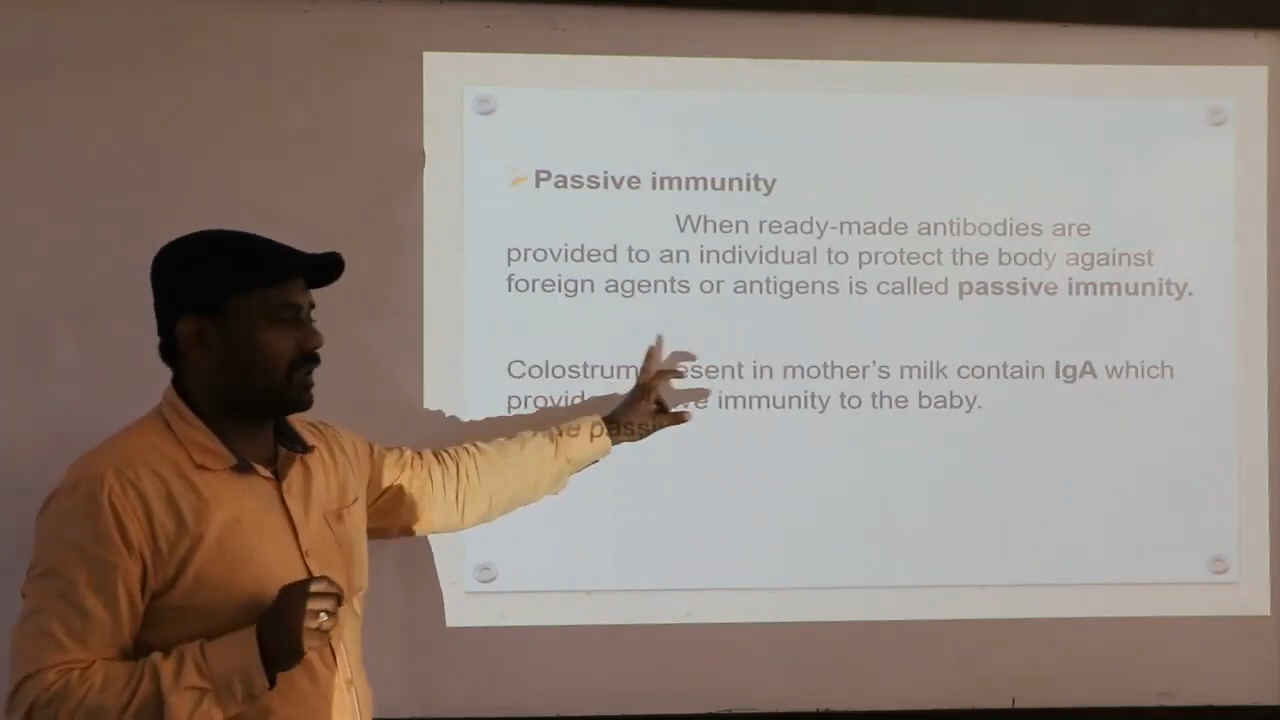 Passive immunity
When ready-made antibodies are
provided to an individual to protect the body against
foreign agents or antigens is called passive immunity.
Colostrum in mother's milk contain IgA which
immunity to the baby.